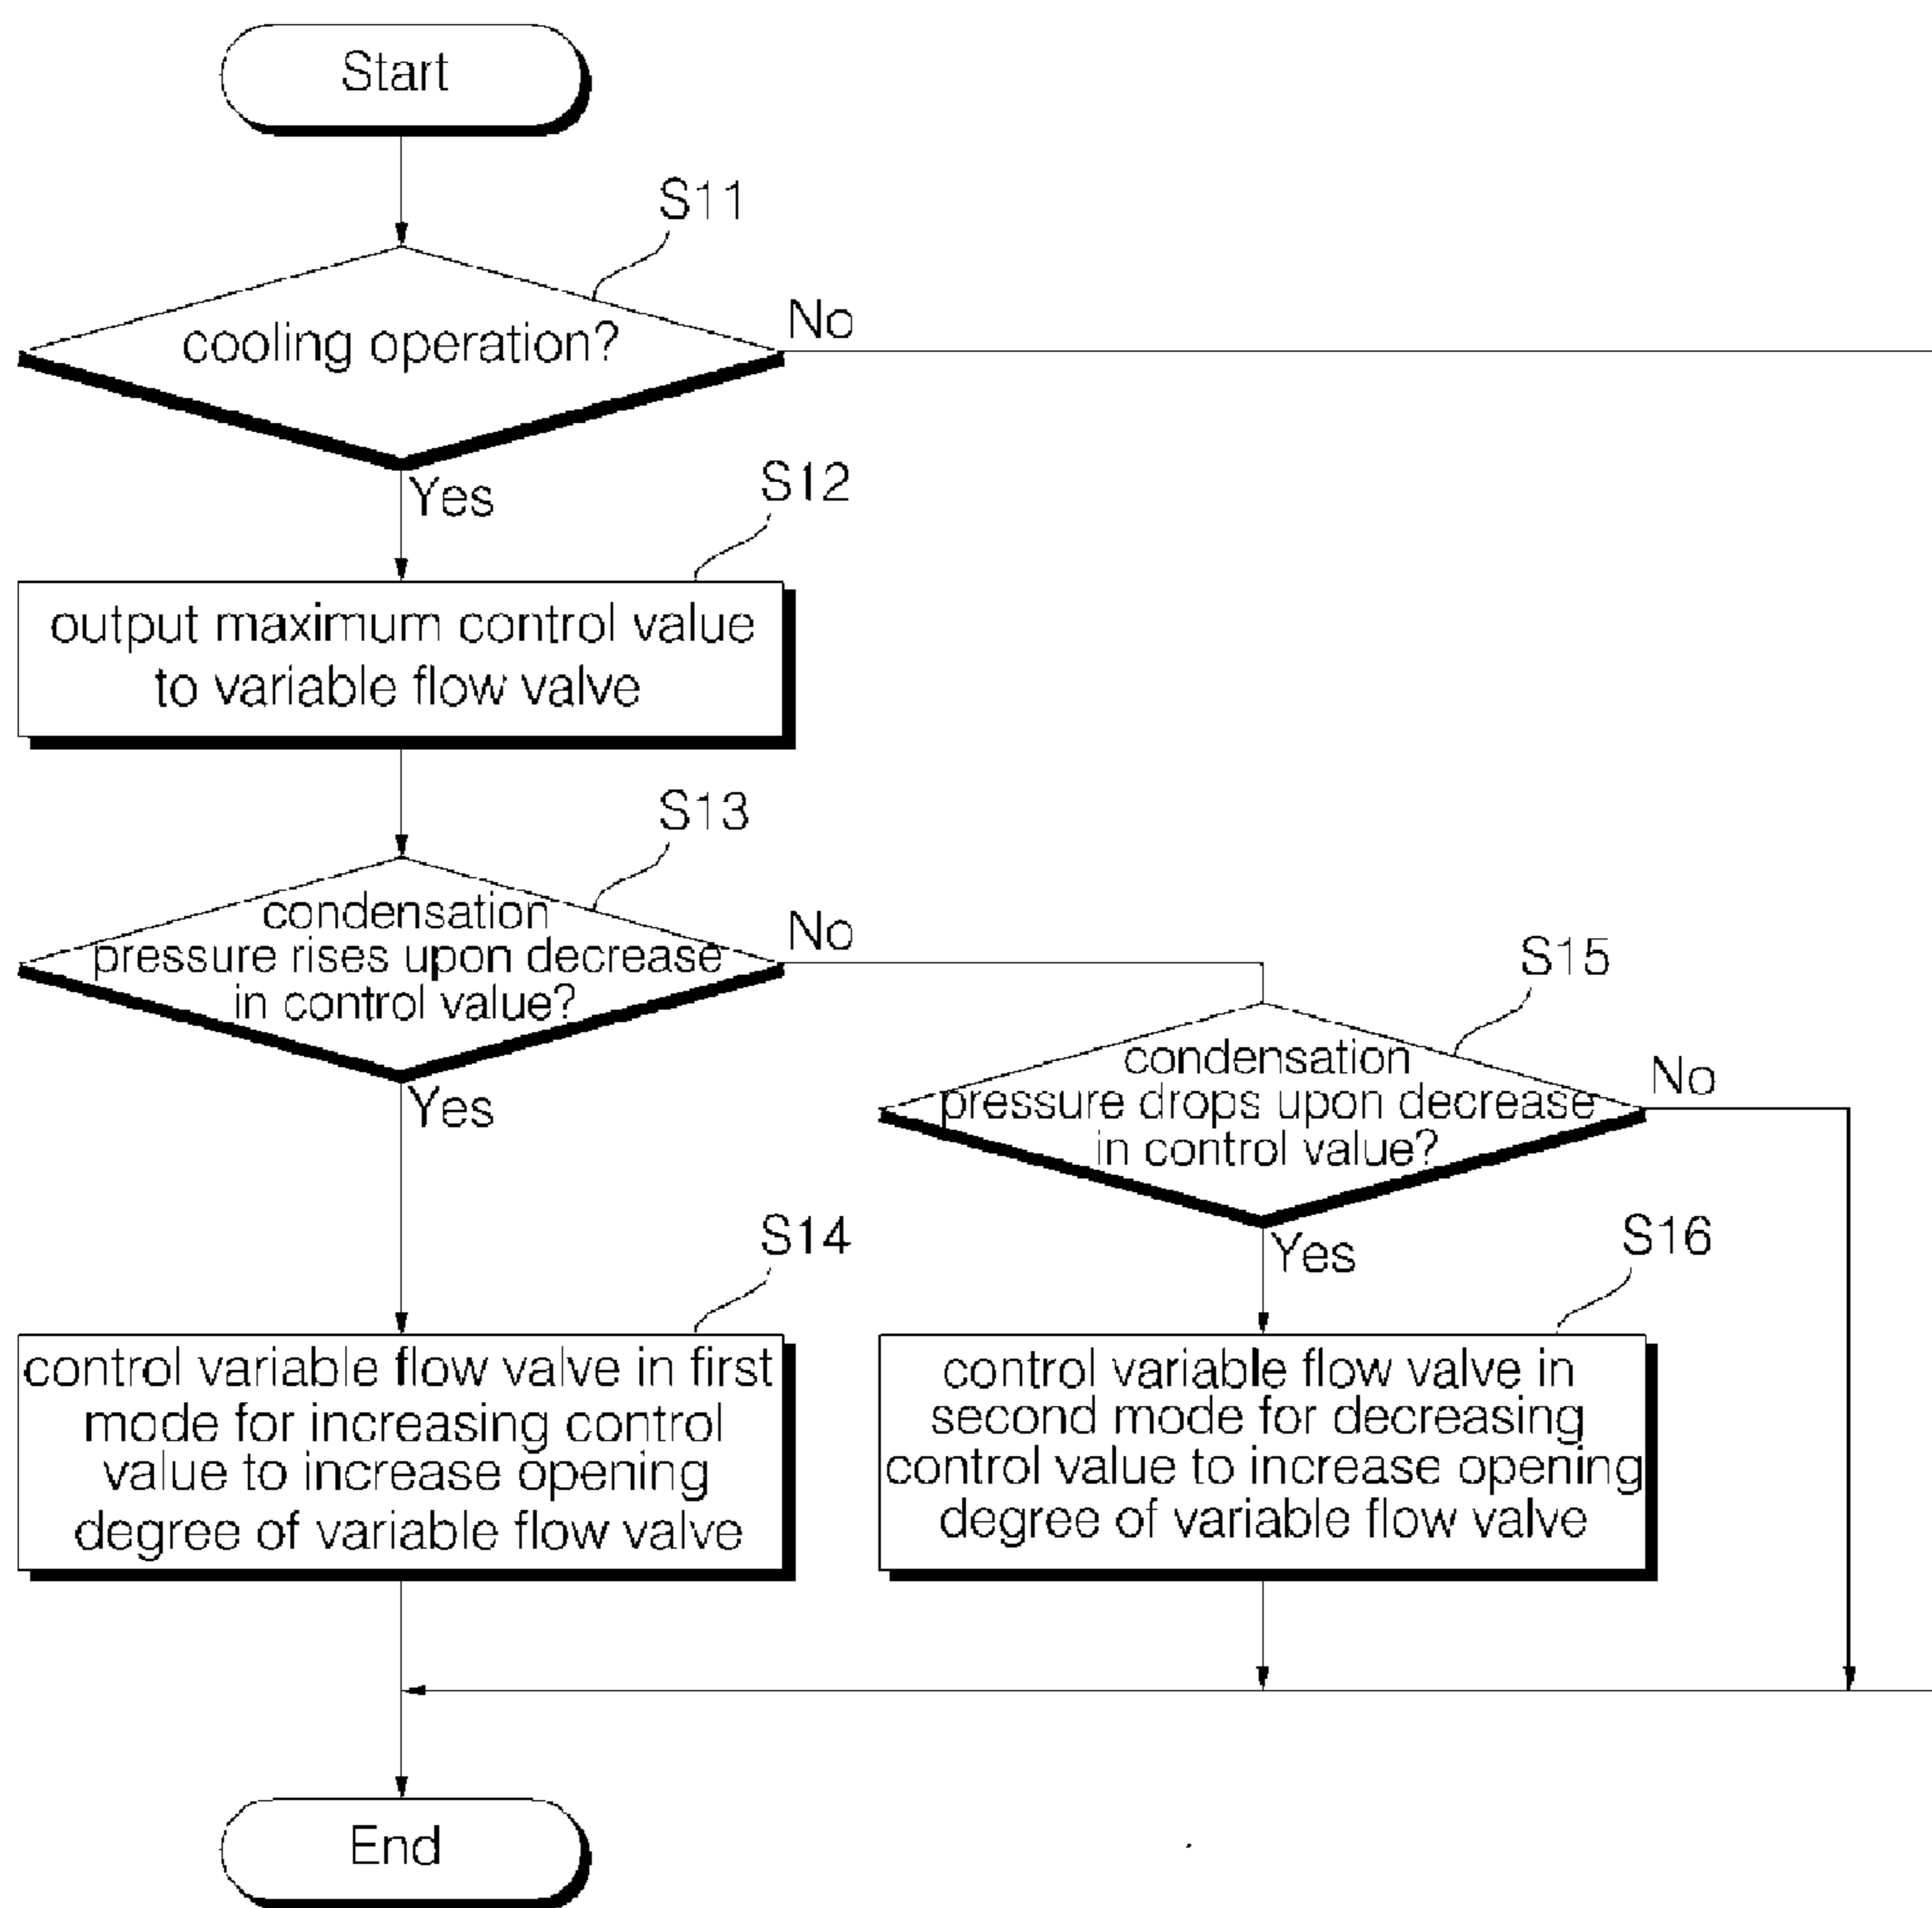 Start
S11
cooling operation?
No
Yes
S12
output maximum control value
to variable flow valve
S13
condensation
pressure rises upon decrease
in control value?
No
Yes
S15
condensation
pressure drops upon decrease
in control value?
No
Yes
S14
control variable flow valve in first
mode for increasing control
value to increase opening
degree of variable flow valve
S16
control variable flow valve in
second mode for decreasing
control value to increase opening
degree of variable flow valve
End